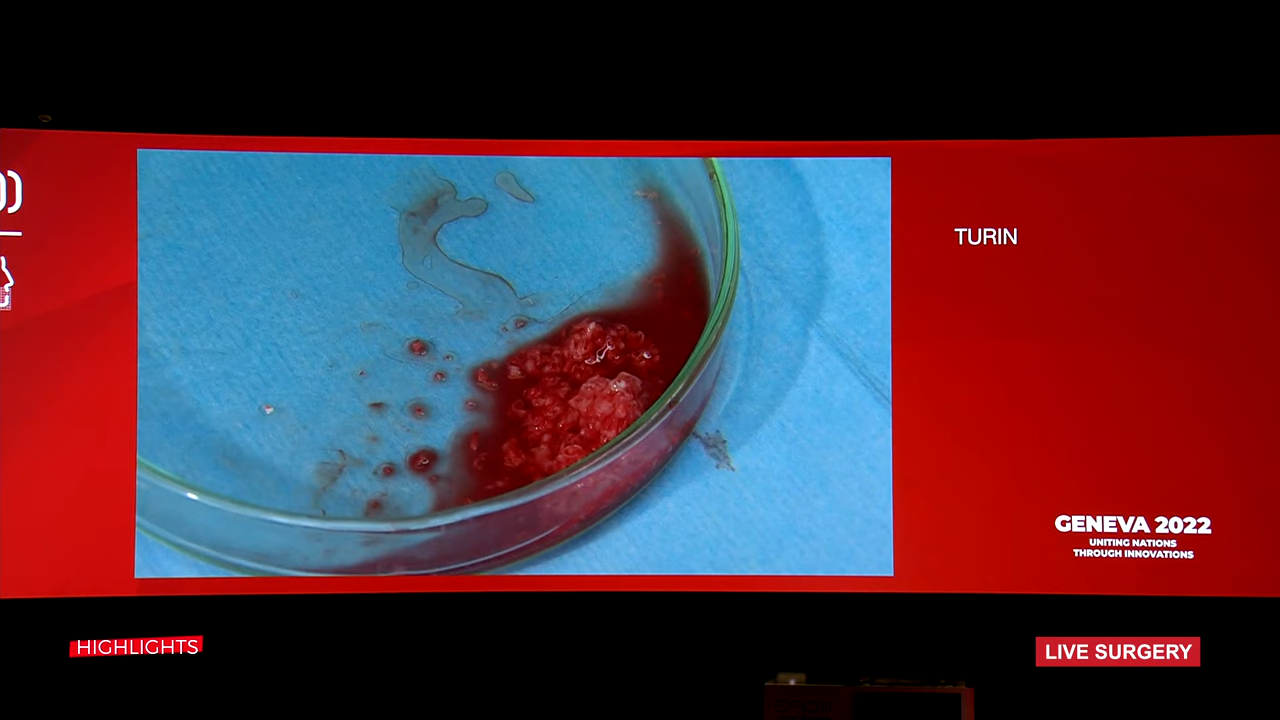 TURIN
GENEVA 2022
UNITING NATIONS
THROUGH INNOVATIONS
HIGHLIGHTS
LIVE SURGERY